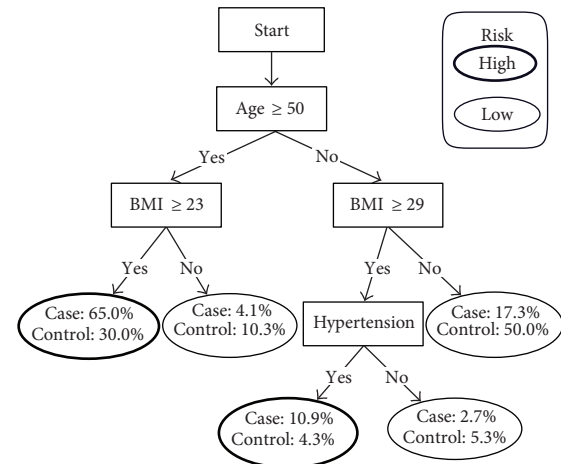 Start
Risk
High
Low
Age ≥ 50
Yes
No
BMI ≥ 23
BMI ≥ 29
Yes
No
Yes
No
Case: 65.0%
Control: 30.0%
Case: 4.1%
Control: 10.3%
Hypertension
Case: 17.3%
Control: 50.0%
Yes
No
Case: 10.9%
Control: 4.3%
Case: 2.7%
Control: 5.3%